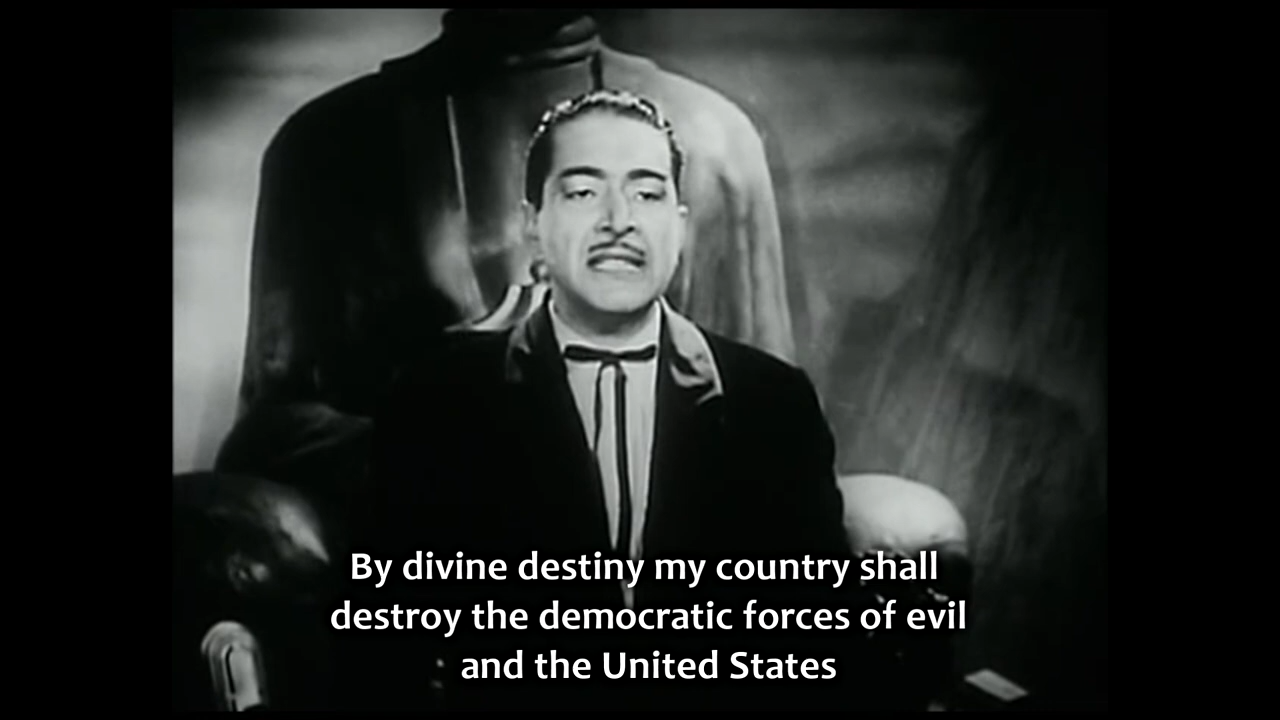 By divine destiny my country shall
destroy the democratic forces of evil
and the United States